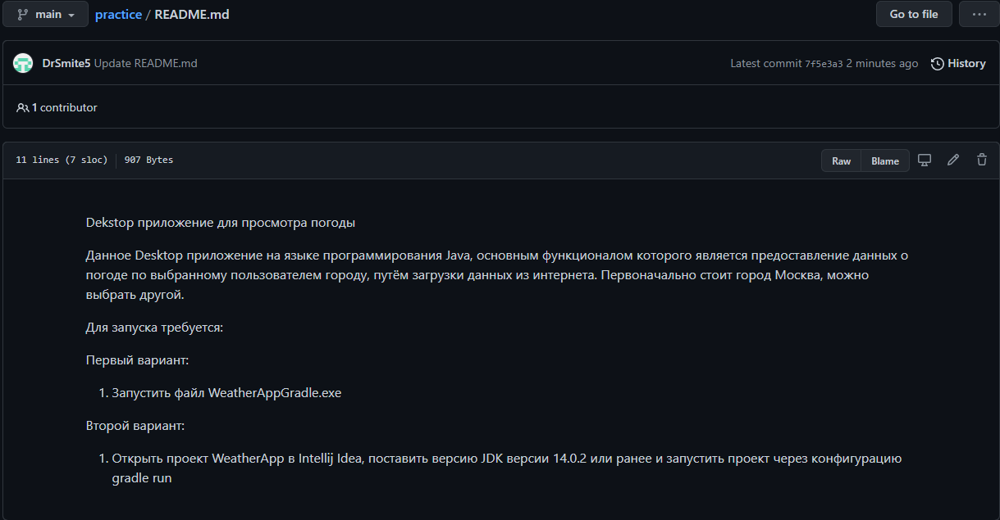 main
practice / README.md
Go to file
...
DrSmite5 Update README.md
Latest commit 7f5e3a3 2 minutes ago
History
1 contributor
11 lines (7 sloc)
907 Bytes
Raw
Blame
Dekstop приложение для просмотра погоды
Данное Desktop приложение на языке программирования Java, основным функционалом которого является предоставление данных о
погоде по выбранному пользователем городу, путём загрузки данных из интернета. Первоначально стоит город Москва, можно
выбрать другой.
Для запуска требуется:
Первый вариант:
1. Запустить файл WeatherAppGradle.exe
Второй вариант:
1. Открыть проект WeatherApp в Intellij Idea, поставить версию JDK версии 14.0.2 или ранее и запустить проект через конфигурацию
gradle run